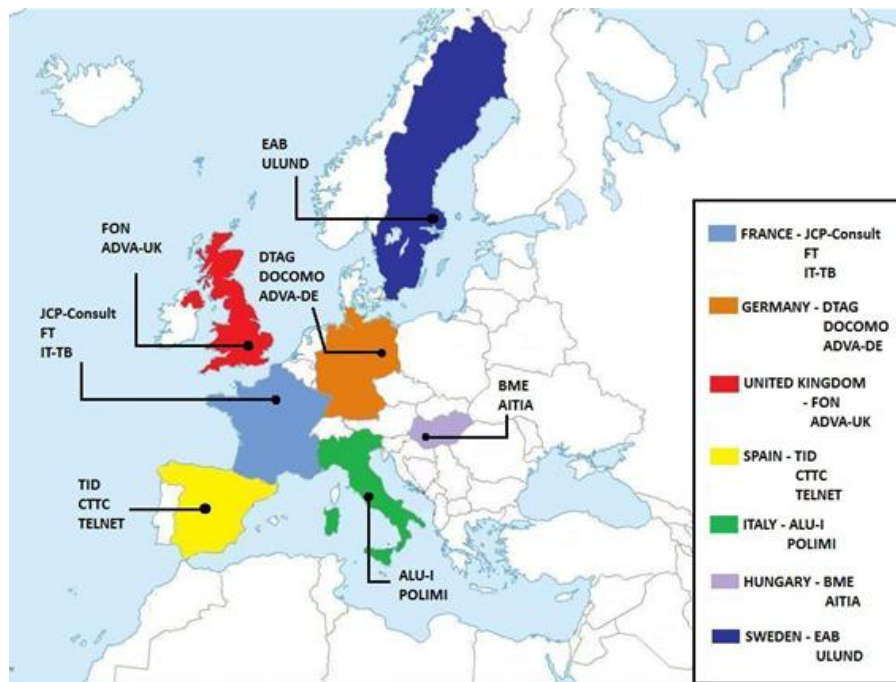 EAB
ULUND
FON
ADVA-UK
DTAG
DOCOMO
ADVA-DE
JCP-Consult
FT
IT-TB
BME
AITIA
TID
CTTC
TELNET
ALU-I
POLIMI
FRANCE - JCP-Consult
FT
IT-TB
GERMANY - DTAG
DOCOMO
ADVA-DE
UNITED KINGDOM
- FON
ADVA-UK
SPAIN - TID
CTTC
TELNET
ITALY - ALU-I
POLIMI
HUNGARY - BME
AITIA
SWEDEN - EAB
ULUND